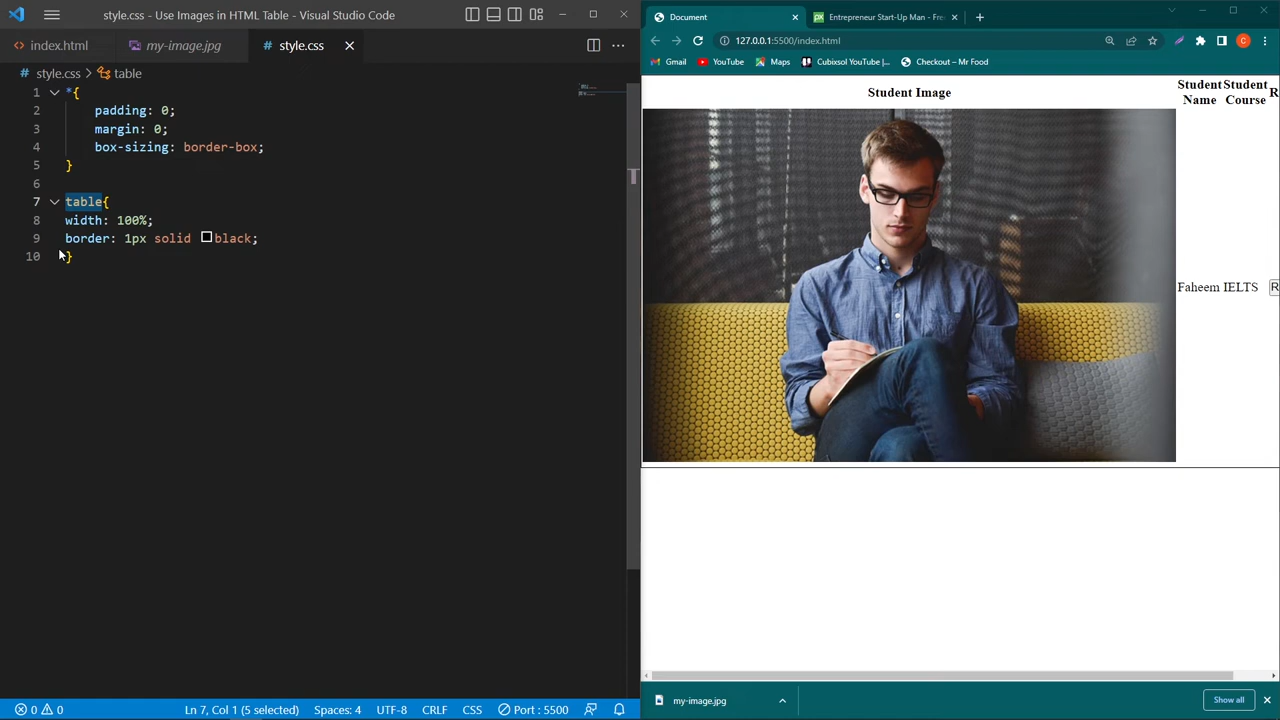 style.css - Use Images in HTML Table - Visual Studio Code
index.html
my-image.jpg
style.css
style.css > table
1 *{
2 padding: 0;
3 margin: 0;
4 box-sizing: border-box;
5 }
6
7 table{
8 width: 100%;
9 border: 1px solid black;
10 }
0 0
Ln 7, Col 1 (5 selected)
Spaces: 4
UTF-8
CRLF
CSS
Port : 5500
Document
Entrepreneur Start-Up Man - Fre
127.0.0.1:5500/index.html
C
Gmail
YouTube
Maps
Cubixsol YouTube |...
Checkout – Mr Food
Student Image
Student Name
Student Course
R
Faheem
IELTS
R
my-image.jpg
Show all